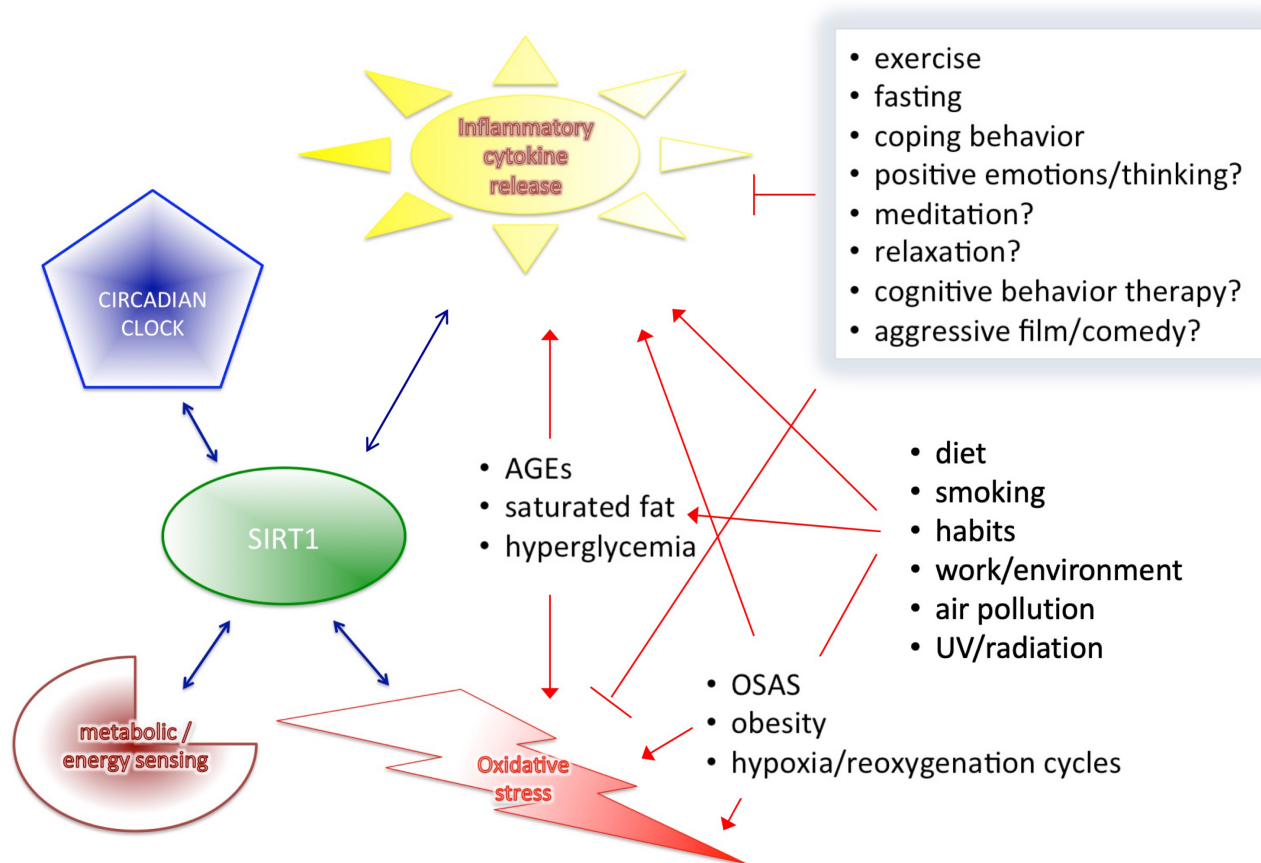 Inflammatory
cytokine
release
• exercise
• fasting
• coping behavior
• positive emotions/thinking?
• meditation?
• relaxation?
• cognitive behavior therapy?
• aggressive film/comedy?
CIRCADIAN
CLOCK
SIRT1
• AGEs
• saturated fat
• hyperglycemia
• diet
• smoking
• habits
• work/environment
• air pollution
• UV/radiation
metabolic /
energy sensing
Oxidative
stress
• OSAS
• obesity
• hypoxia/reoxygenation cycles